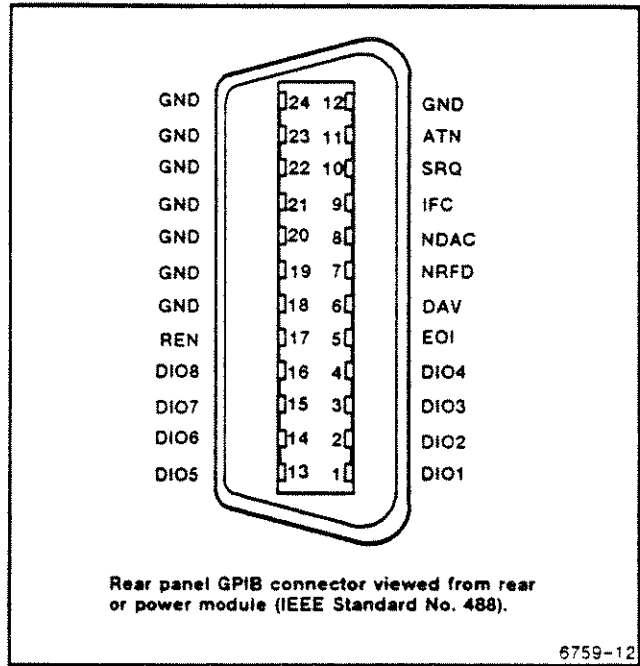 GND 24 12 GND
GND 23 11 ATN
GND 22 10 SRQ
GND 21 9 IFC
GND 20 8 NDAC
GND 19 7 NRFD
GND 18 6 DAV
REN 17 5 EOI
DIO8 16 4 DIO4
DIO7 15 3 DIO3
DIO6 14 2 DIO2
DIO5 13 1 DIO1
Rear panel GPIB connector viewed from rear
or power module (IEEE Standard No. 488).
6759-12